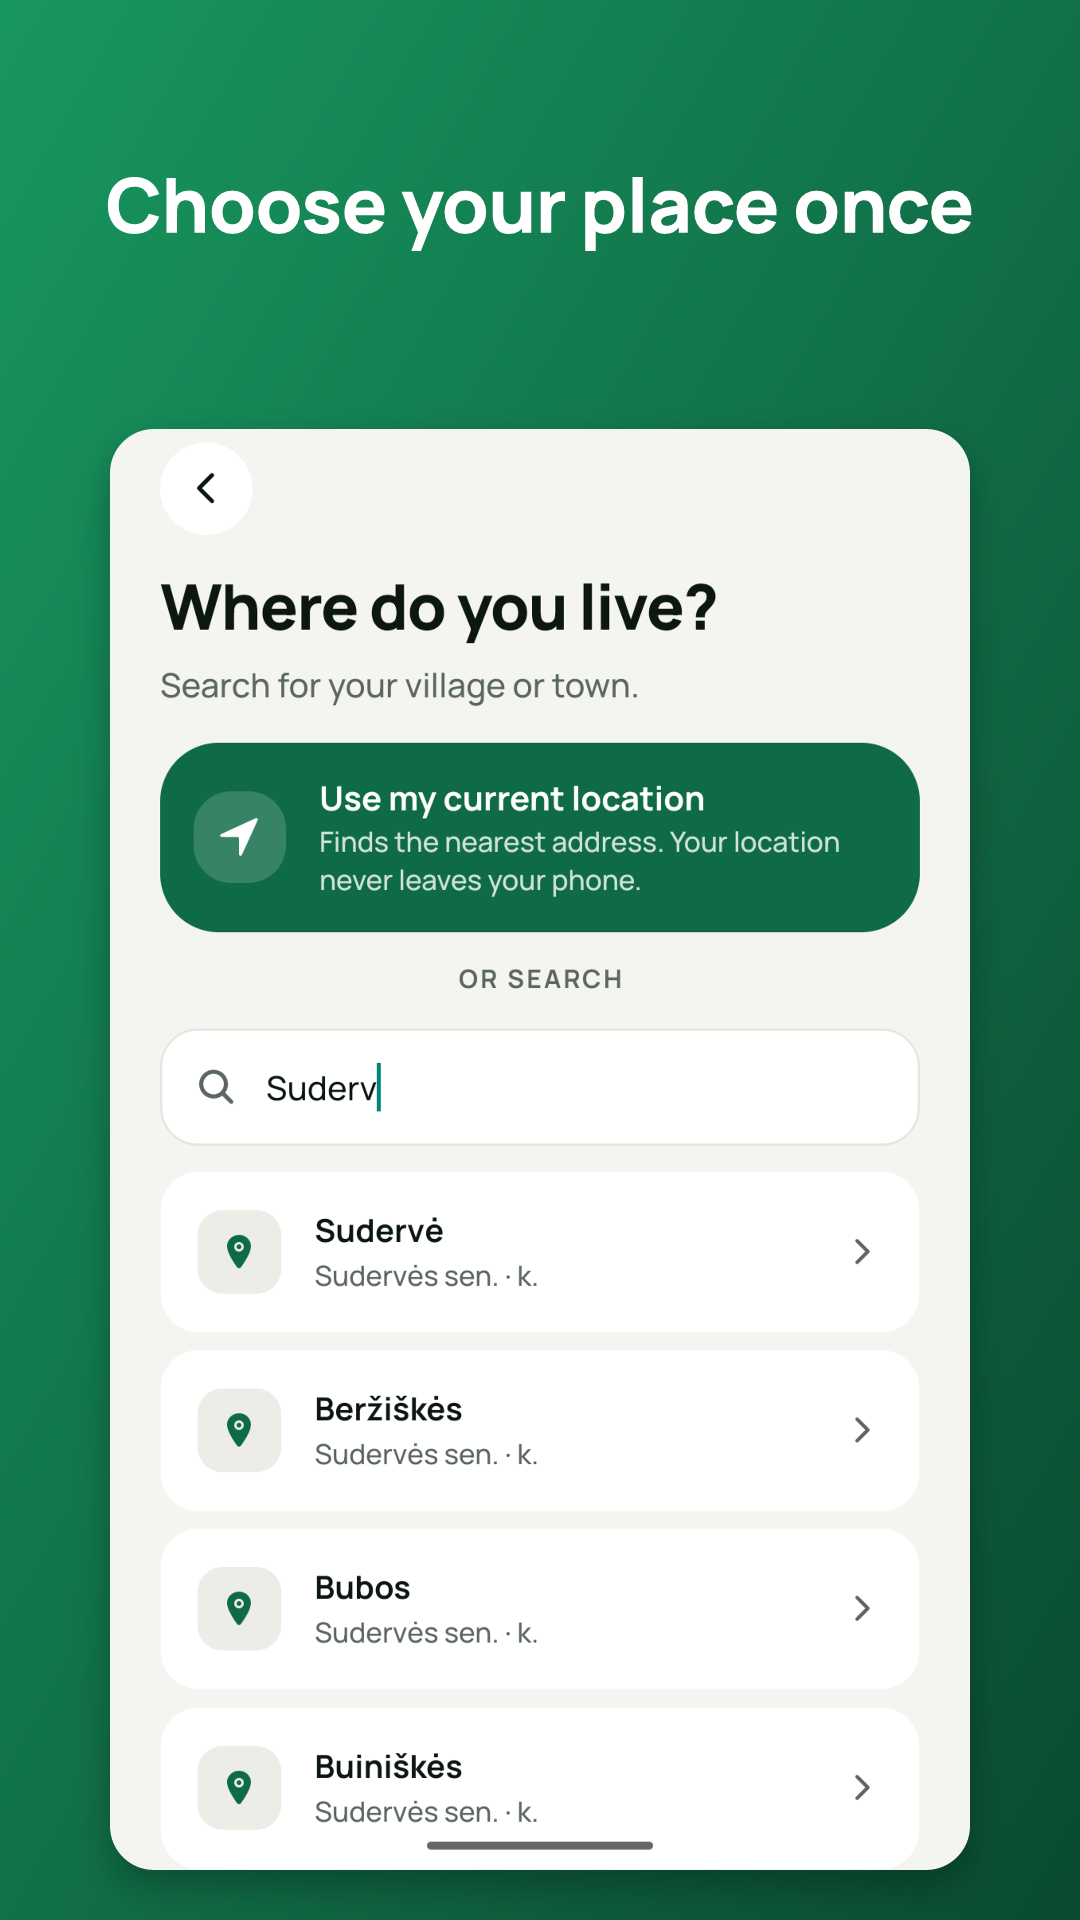 Choose your place once
Where do you live?
Search for your village or town.
Use my current location
Finds the nearest address. Your location
never leaves your phone.
OR SEARCH
Suderv
Sudervė
Sudervės sen. · k.
Beržiškės
Sudervės sen. · k.
Bubos
Sudervės sen. · k.
Buiniškės
Sudervės sen. · k.